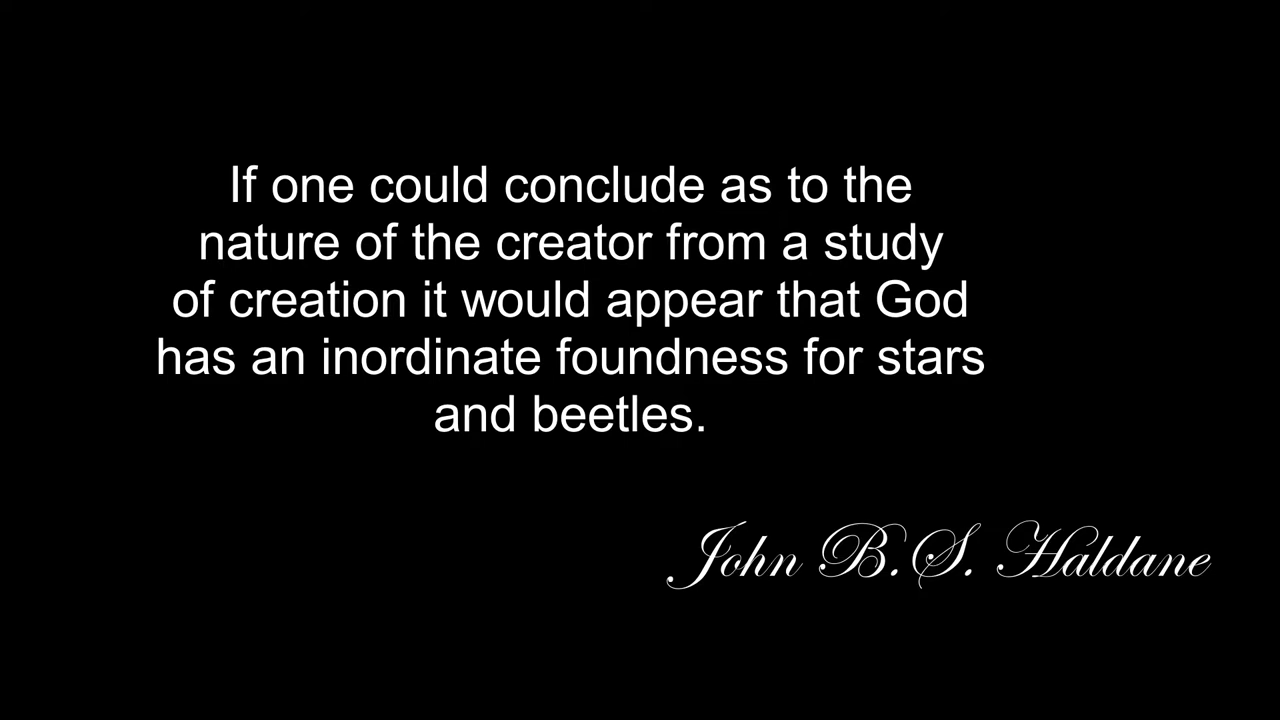 If one could conclude as to the
nature of the creator from a study
of creation it would appear that God
has an inordinate foundness for stars
and beetles.
John B.S. Haldane